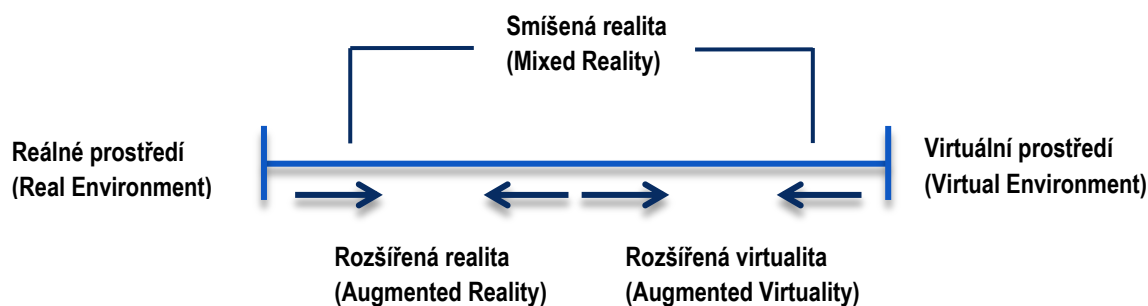 Smíšená realita
(Mixed Reality)
Reálné prostředí
(Real Environment)
Virtuální prostředí
(Virtual Environment)
Rozšířená realita
(Augmented Reality)
Rozšířená virtualita
(Augmented Virtuality)